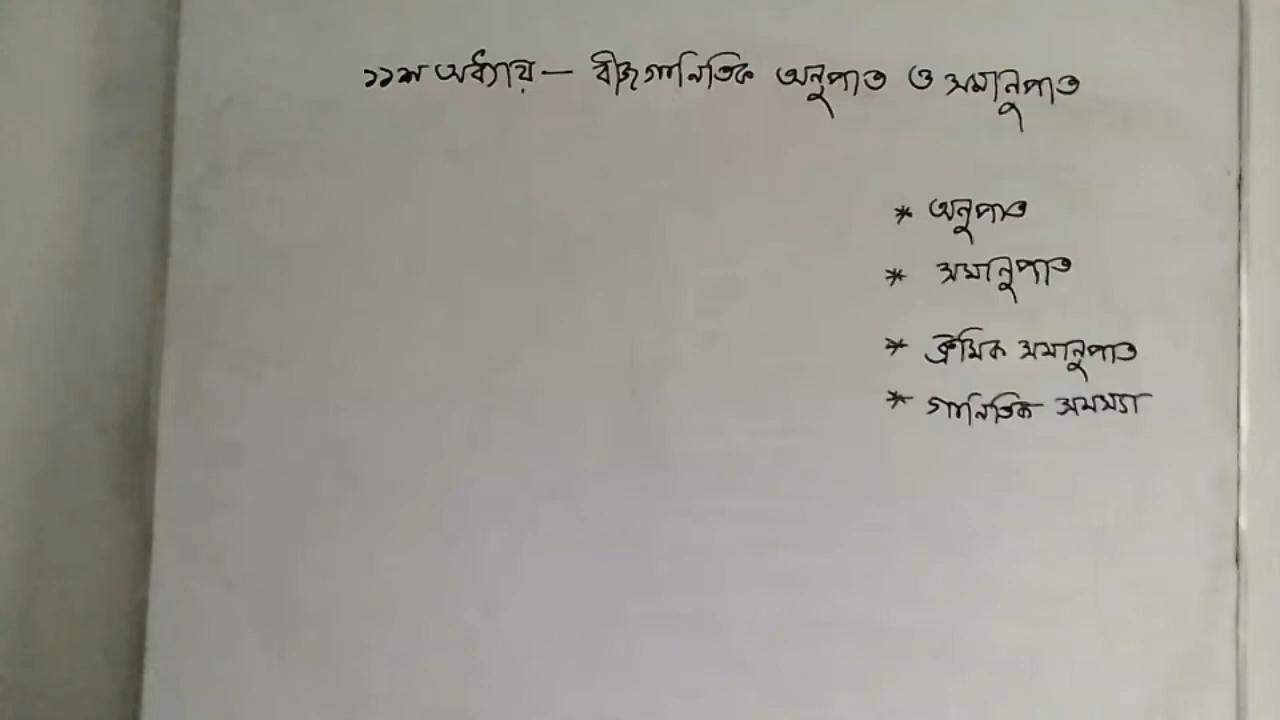 ১১শ অধ্যায় — বীজগানিতিক অনুপাত ও সমানুপাত
* অনুপাত
* সমানুপাত
* ক্রমিক সমানুপাত
* গানিতিক সমস্যা